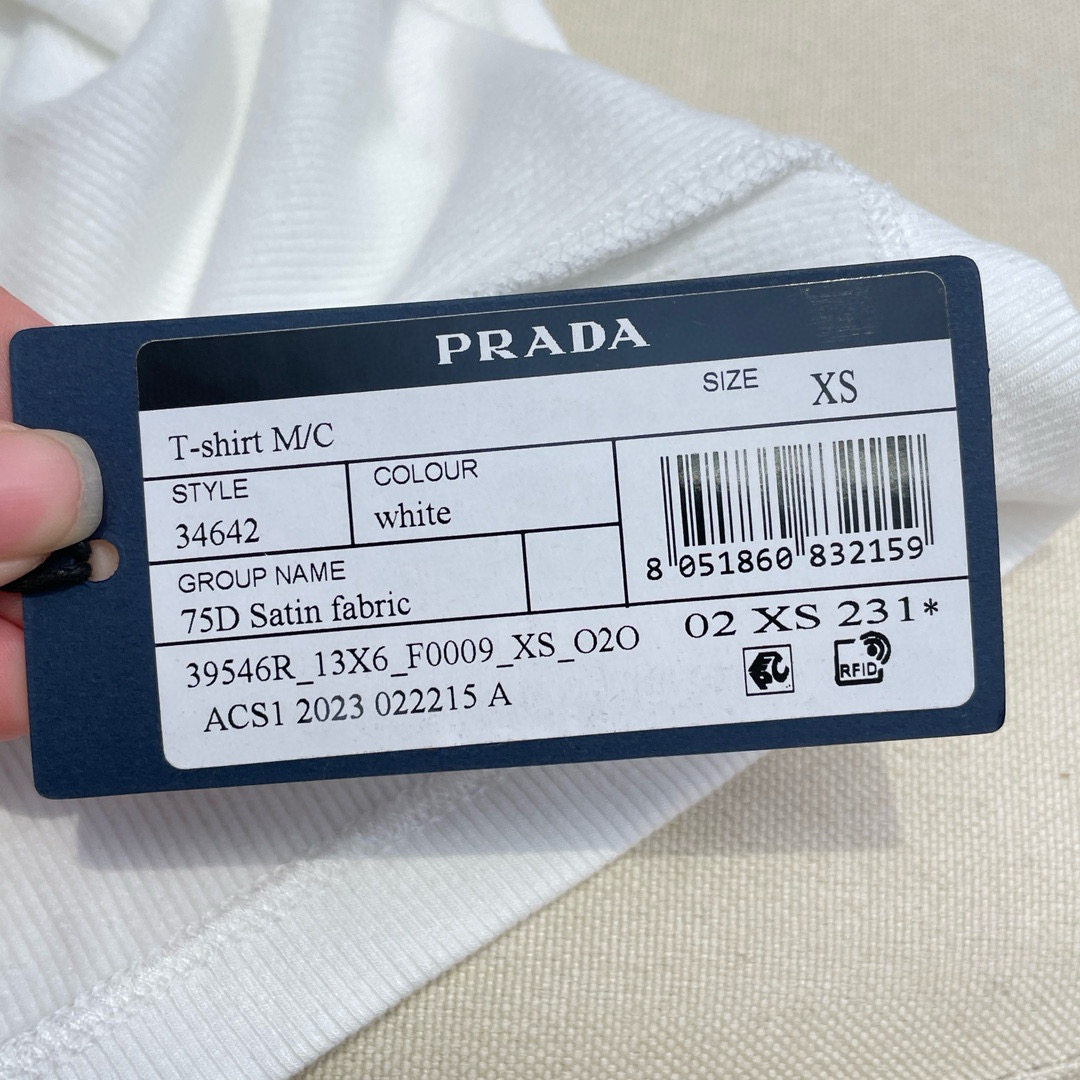 PRADA
SIZE XS
T-shirt M/C
STYLE
34642
COLOUR
white
8 051860 832159
GROUP NAME
75D Satin fabric
39546R_13X6_F0009_XS_O2O
02 XS 231*
ACS1 2023 022215 A
RFID